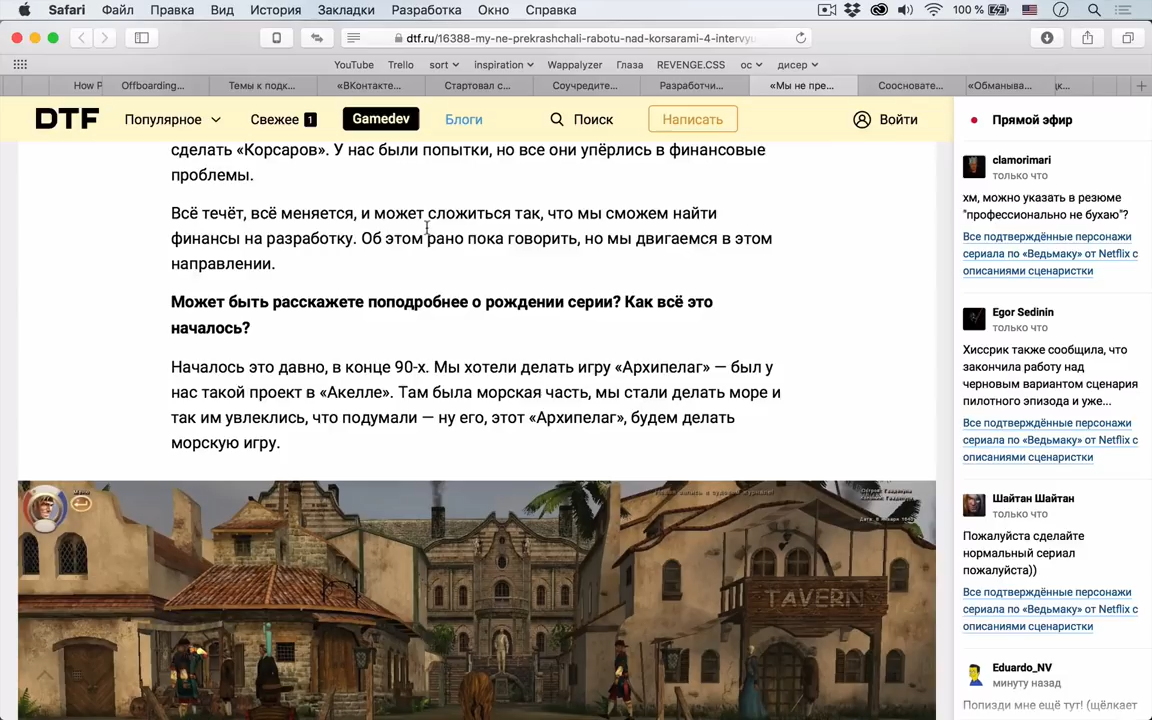 Safari Файл Правка Вид История Закладки Разработка Окно Справка 100 %
dtf.ru/16388-my-ne-prekrashchali-rabotu-nad-korsarami-4-intervyu
YouTube Trello sort inspiration Wappalyzer Глаза REVENGE.CSS ос дисер
How P Offboarding... Темы к подк... «ВКонтакте... Стартовал с... Соучредите... Разработчи... «Мы не пре... Сооснова­те... «Обманыва...
DTF Популярное Свежее 1 Gamedev Блоги Поиск Написать Войти
сделать «Корсаров». У нас были попытки, но все они упёрлись в финансовые
проблемы.
Всё течёт, всё меняется, и может сложиться так, что мы сможем найти
финансы на разработку. Об этом рано пока говорить, но мы двигаемся в этом
направлении.
Может быть расскажете поподробнее о рождении серии? Как всё это
началось?
Началось это давно, в конце 90-х. Мы хотели делать игру «Архипелаг» — был у
нас такой проект в «Акелле». Там была морская часть, мы стали делать море и
так им увлеклись, что подумали — ну его, этот «Архипелаг», будем делать
морскую игру.
TAVERN
Прямой эфир
clamorimari
только что
хм, можно указать в резюме
"профессионально не бухаю"?
Все подтверждённые персонажи
сериала по «Ведьмаку» от Netflix с
описаниями сценаристки
Egor Sedinin
только что
Хиссрик также сообщила, что
закончила работу над
черновым вариантом сценария
пилотного эпизода и уже...
Все подтверждённые персонажи
сериала по «Ведьмаку» от Netflix с
описаниями сценаристки
Шайтан Шайтан
только что
Пожалуйста сделайте
нормальный сериал
пожалуйста))
Все подтверждённые персонажи
сериала по «Ведьмаку» от Netflix с
описаниями сценаристки
Eduardo_NV
минуту назад
Попизди мне ещё тут! (щёлкает